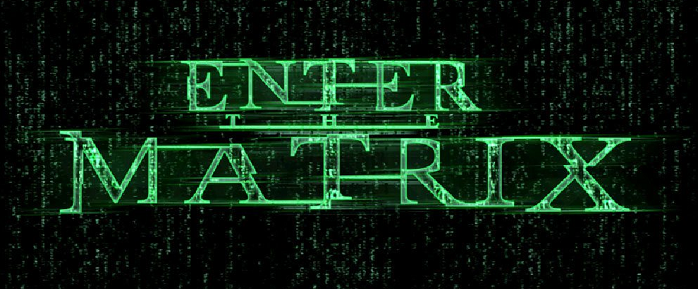 ENTER
THE
MATRIX